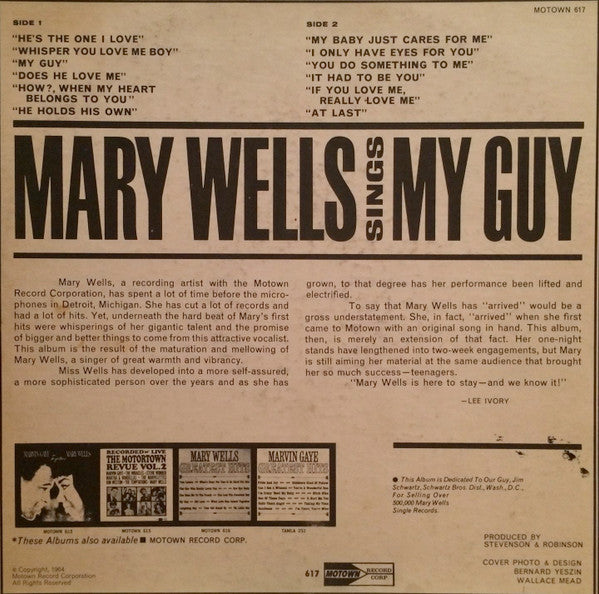 MOTOWN 617
SIDE 1
"HE'S THE ONE I LOVE"
"WHISPER YOU LOVE ME BOY"
"MY GUY"
"DOES HE LOVE ME"
"HOW?, WHEN MY HEART
BELONGS TO YOU"
"HE HOLDS HIS OWN"
SIDE 2
"MY BABY JUST CARES FOR ME"
"I ONLY HAVE EYES FOR YOU"
"YOU DO SOMETHING TO ME"
"IT HAD TO BE YOU"
"IF YOU LOVE ME,
REALLY LOVE ME"
"AT LAST"
MARY WELLS SINGS MY GUY
Mary Wells, a recording artist with the Motown
Record Corporation, has spent a lot of time before the micro-
phones in Detroit, Michigan. She has cut a lot of records and
had a lot of hits. Yet, underneath the hard beat of Mary's first
hits were whisperings of her gigantic talent and the promise
of bigger and better things to come from this attractive vocalist.
This album is the result of the maturation and mellowing of
Mary Wells, a singer of great warmth and vibrancy.
Miss Wells has developed into a more self-assured,
a more sophisticated person over the years and as she has
grown, to that degree has her performance been lifted and
electrified.
To say that Mary Wells has "arrived" would be a
gross understatement. She, in fact, "arrived" when she first
came to Motown with an original song in hand. This album,
then, is merely an extension of that fact. Her one-night
stands have lengthened into two-week engagements, but Mary
is still aiming her material at the same audience that brought
her so much success—teenagers.
"Mary Wells is here to stay—and we know it!"
—LEE IVORY
MARVIN GAYE MARY WELLS
RECORDED LIVE
THE MOTORTOWN
REVUE VOL. 2
MARY WELLS
GREATEST HITS
MARVIN GAYE
GREATEST HITS
MOTOWN 613
MOTOWN 615
MOTOWN 616
TAMLA 252
*These Albums also available ■ MOTOWN RECORD CORP.
● This Album is Dedicated To Our Guy, Jim
Schwartz, Schwartz Bros. Dist., Wash., D.C.,
For Selling Over
500,000 Mary Wells
Single Records.
PRODUCED BY
STEVENSON & ROBINSON
COVER PHOTO & DESIGN
BERNARD YESZIN
WALLACE MEAD
© Copyright, 1964
Motown Record Corporation
All Rights Reserved
617 MOTOWN RECORD
CORP.